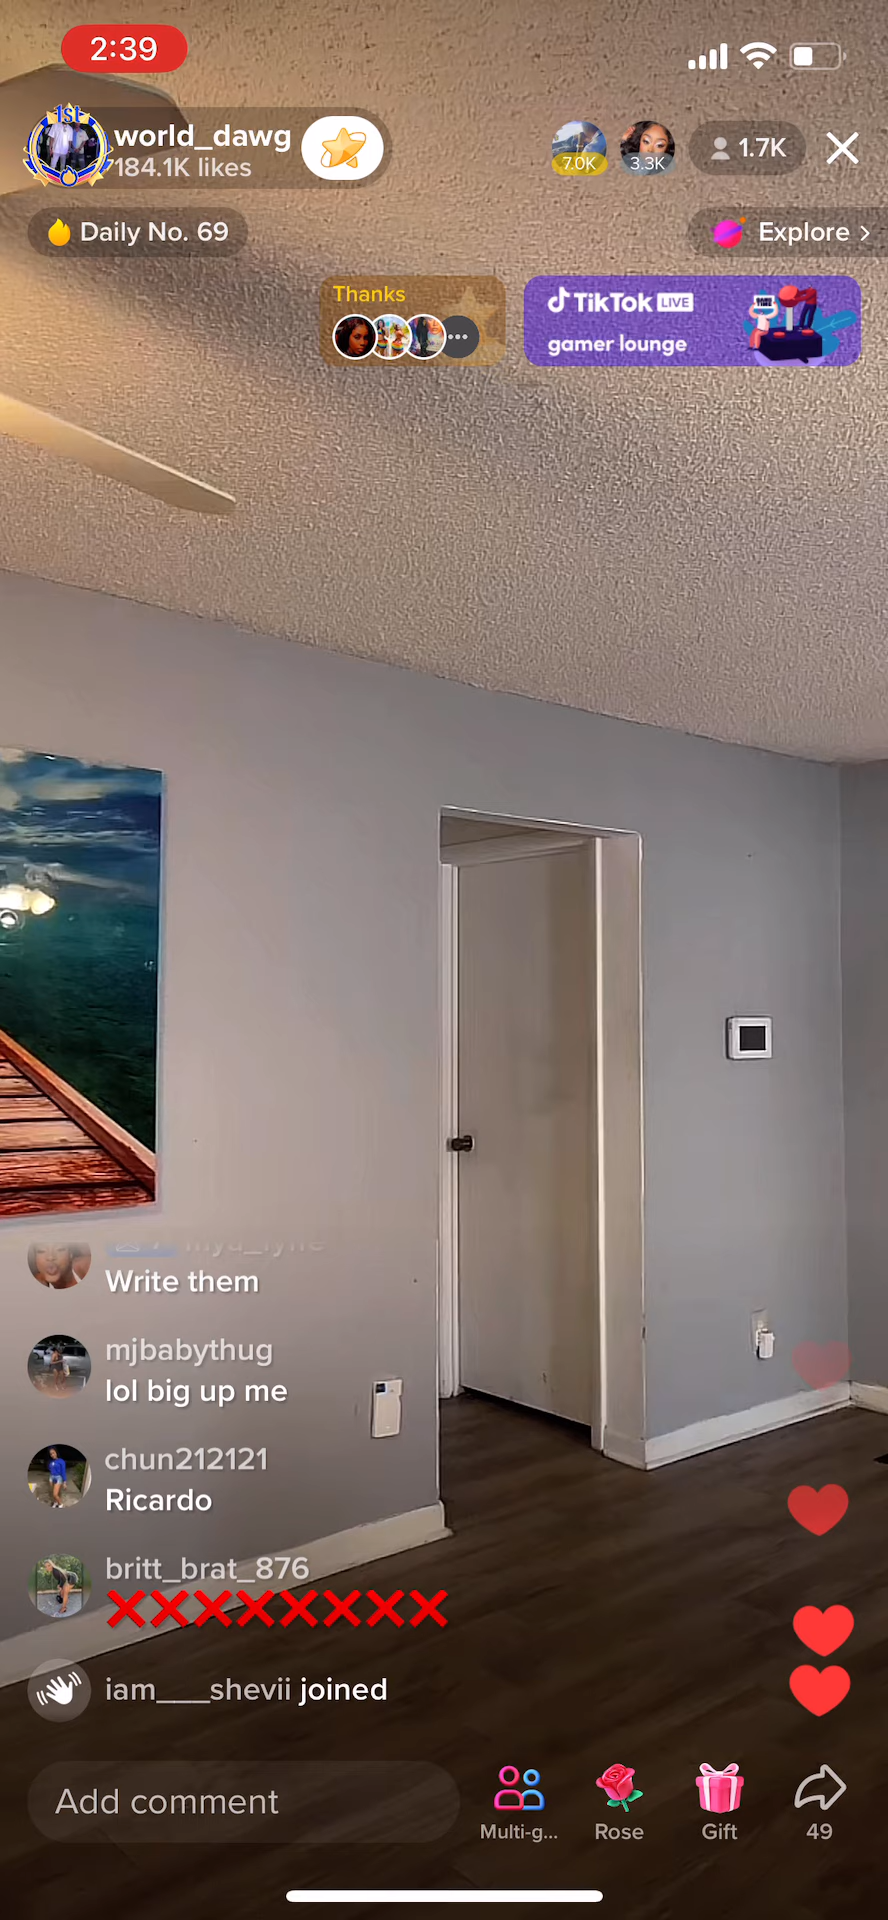 2:39
1st
world_dawg
184.1K likes
7.0K
3.3K
1.7K
Daily No. 69
Explore >
Thanks
TikTok LIVE
gamer lounge
Write them
mjbabythug
lol big up me
chun212121
Ricardo
britt_brat_876
❌❌❌❌❌❌❌❌
iam___shevii joined
Add comment
Multi-g...
Rose
Gift
49